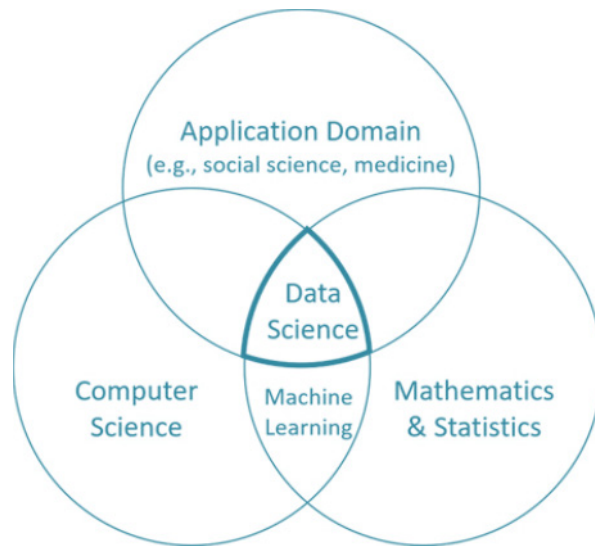 Application Domain
(e.g., social science, medicine)
Data
Science
Computer
Science
Machine
Learning
Mathematics
& Statistics